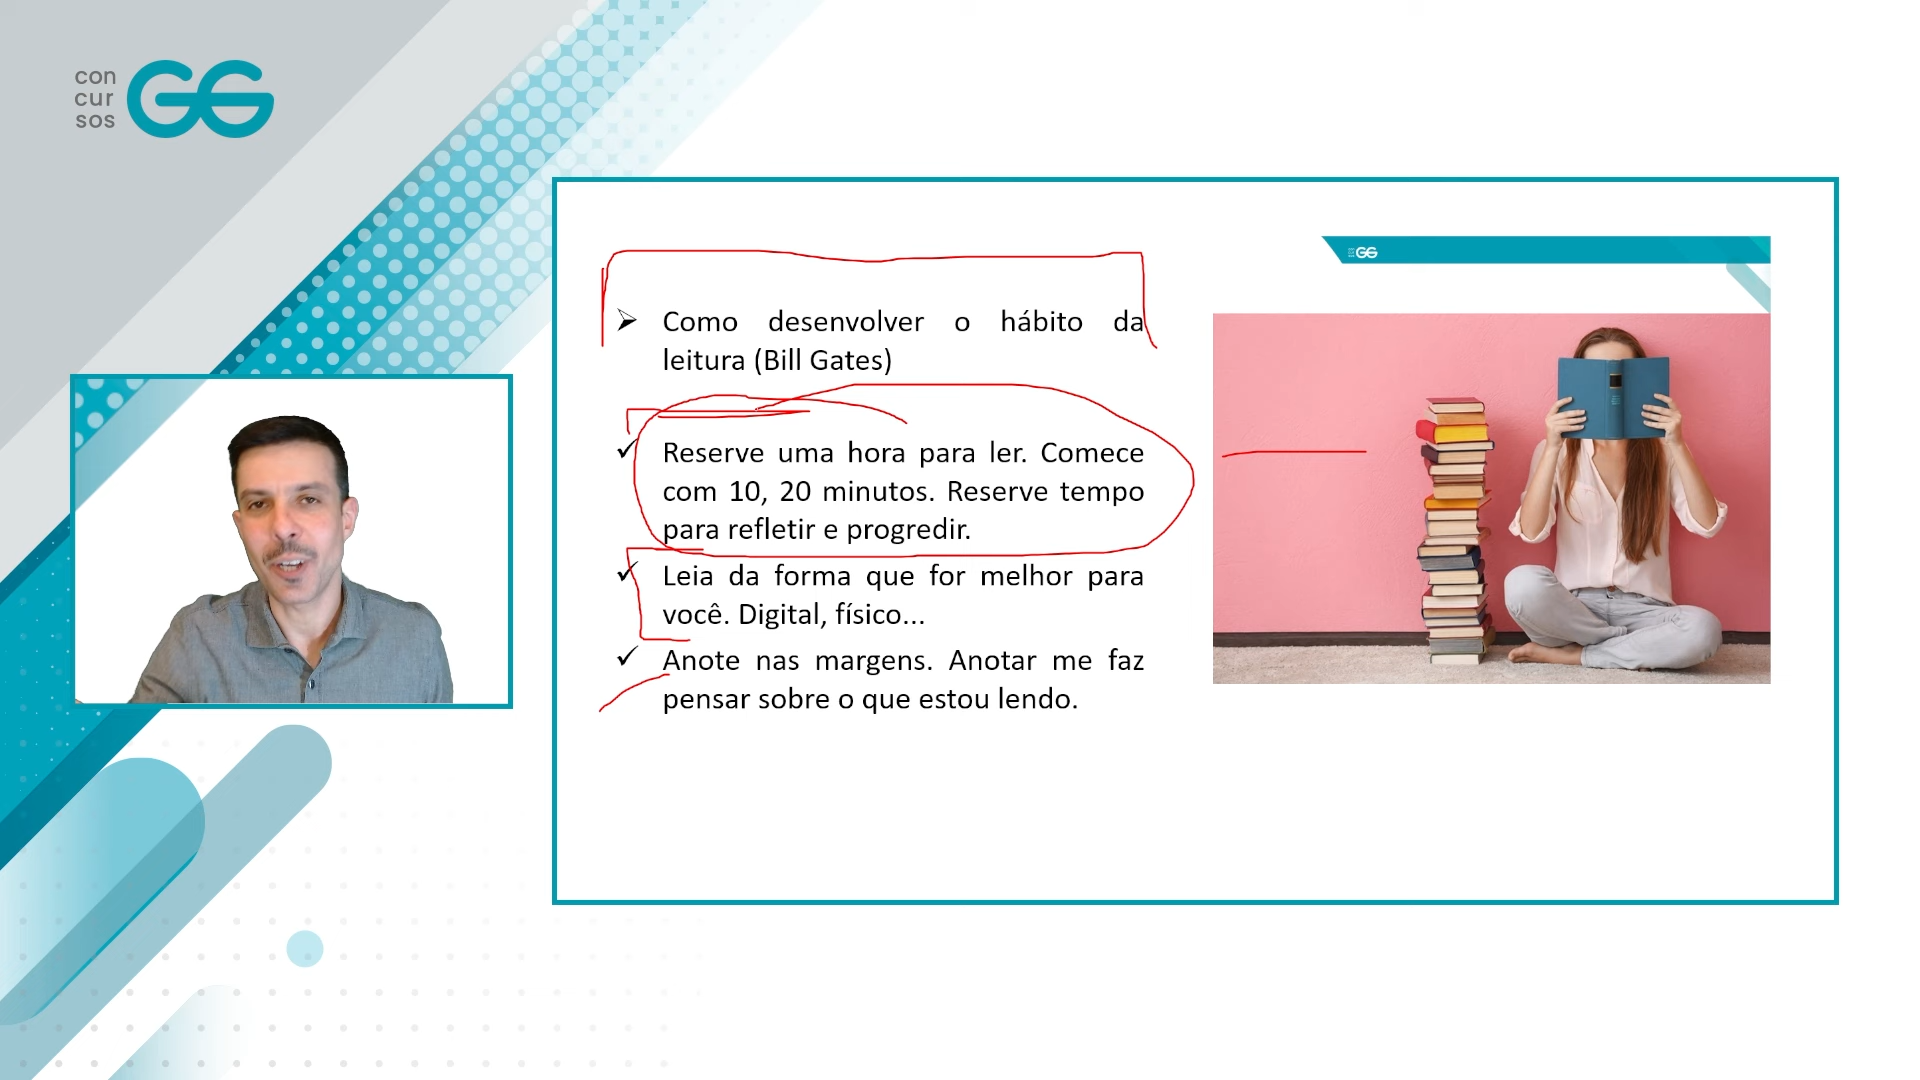 con
cur
sos
GG
GG
Como desenvolver o hábito da
leitura (Bill Gates)
Reserve uma hora para ler. Comece
com 10, 20 minutos. Reserve tempo
para refletir e progredir.
Leia da forma que for melhor para
você. Digital, físico...
Anote nas margens. Anotar me faz
pensar sobre o que estou lendo.